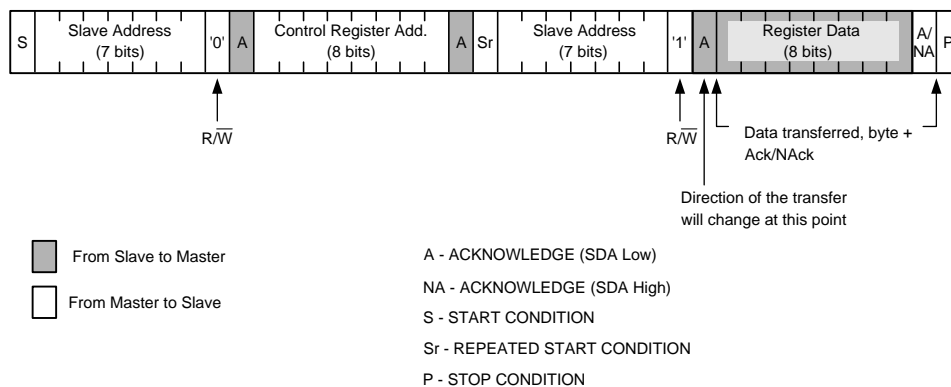 S
Slave Address
(7 bits)
'0'
A
Control Register Add.
(8 bits)
A
Sr
Slave Address
(7 bits)
'1'
A
Register Data
(8 bits)
A/
NA
P
R/W
R/W
Data transferred, byte +
Ack/NAck
Direction of the transfer
will change at this point
From Slave to Master
From Master to Slave
A - ACKNOWLEDGE (SDA Low)
NA - ACKNOWLEDGE (SDA High)
S - START CONDITION
Sr - REPEATED START CONDITION
P - STOP CONDITION